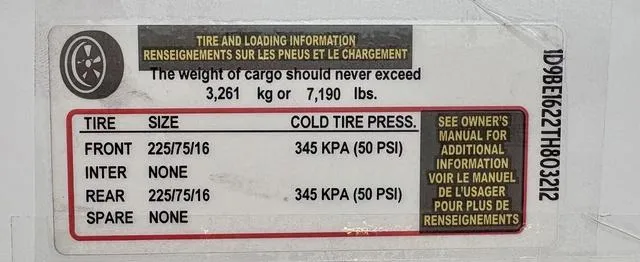 TIRE AND LOADING INFORMATION
RENSEIGNEMENTS SUR LES PNEUS ET LE CHARGEMENT
The weight of cargo should never exceed
3,261 kg or 7,190 lbs.
TIRE SIZE COLD TIRE PRESS.
FRONT 225/75/16 345 KPA (50 PSI)
INTER NONE
REAR 225/75/16 345 KPA (50 PSI)
SPARE NONE
SEE OWNER'S
MANUAL FOR
ADDITIONAL
INFORMATION
VOIR LE MANUEL
DE L'USAGER
POUR PLUS DE
RENSEIGNEMENTS
1D9BE1622TH803212